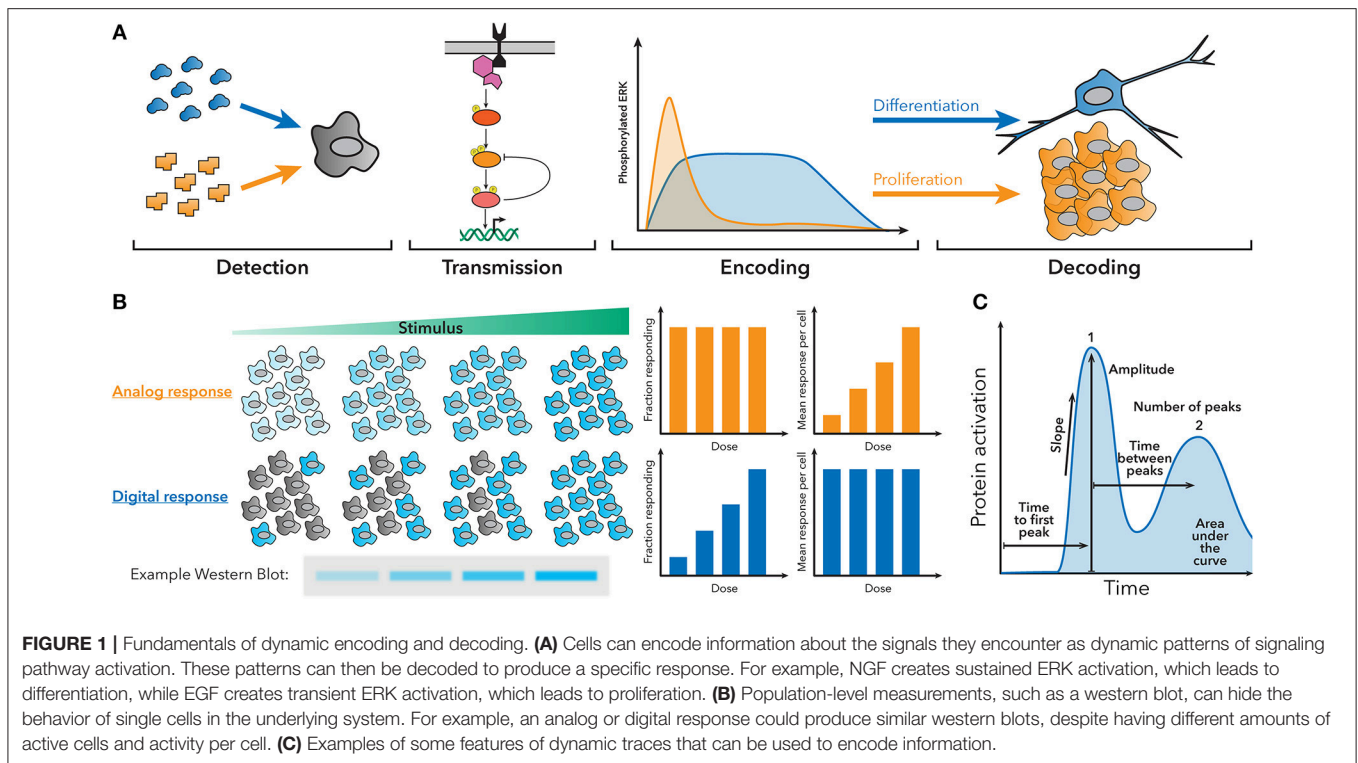 A
P
P
P
P
P
Phosphorylated ERK
Differentiation
Proliferation
Detection
Transmission
Encoding
Decoding
B
Stimulus
Analog response
Digital response
Example Western Blot:
Fraction responding
Dose
Mean response per cell
Dose
Fraction responding
Dose
Mean response per cell
Dose
C
Protein activation
1
Amplitude
Number of peaks
2
Slope
Time between
peaks
Time
to first
peak
Area
under
the
curve
Time
FIGURE 1 | Fundamentals of dynamic encoding and decoding. (A) Cells can encode information about the signals they encounter as dynamic patterns of signaling
pathway activation. These patterns can then be decoded to produce a specific response. For example, NGF creates sustained ERK activation, which leads to
differentiation, while EGF creates transient ERK activation, which leads to proliferation. (B) Population-level measurements, such as a western blot, can hide the
behavior of single cells in the underlying system. For example, an analog or digital response could produce similar western blots, despite having different amounts of
active cells and activity per cell. (C) Examples of some features of dynamic traces that can be used to encode information.